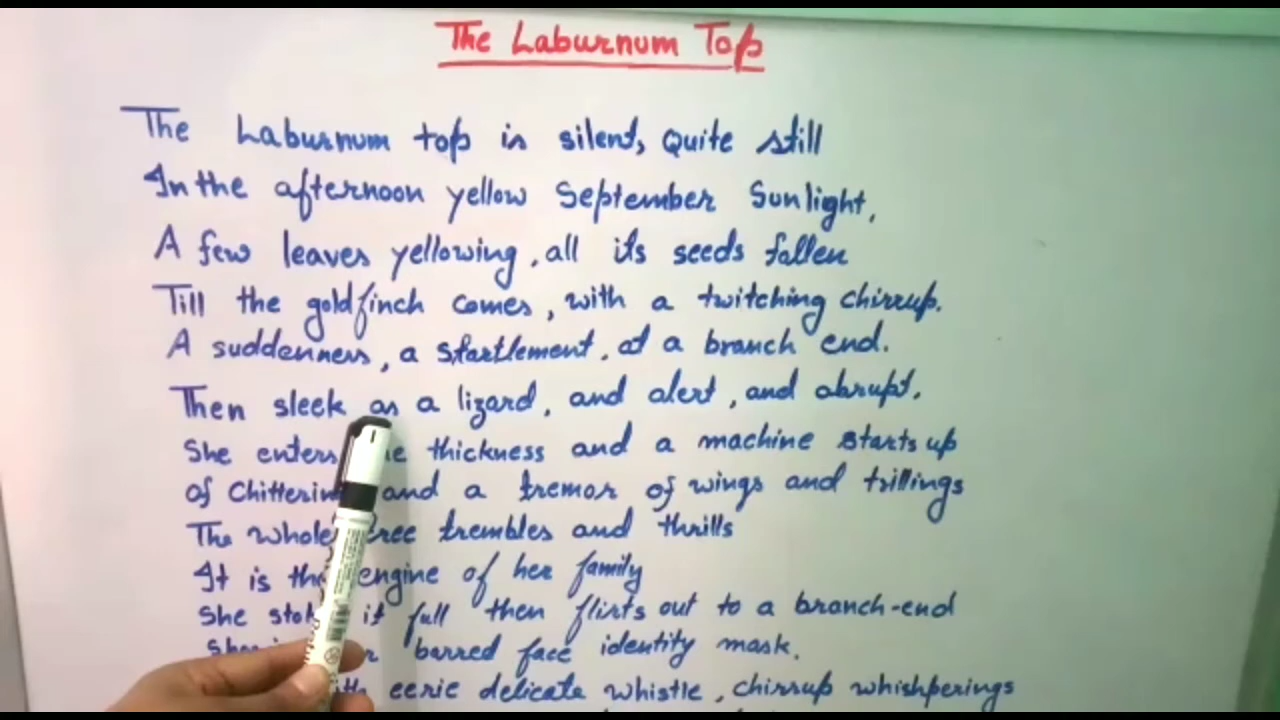 The Laburnum Top
The Laburnum top is silent, Quite still
In the afternoon yellow September Sunlight,
A few leaves yellowing, all its seeds fallen
Till the goldfinch comes, with a twitching chirrup.
A suddenness, a startlement, at a branch end.
Then sleek as a lizard, and alert, and abrupt.
She enters thickness and a machine starts up
of and a tremor of wings and trillings
The whole tree trembles and thrills
It is the engine of her family
She it full then flirts out to a branch-end
barred face identity mask.
eerie delicate whistle, chirrup whishperings